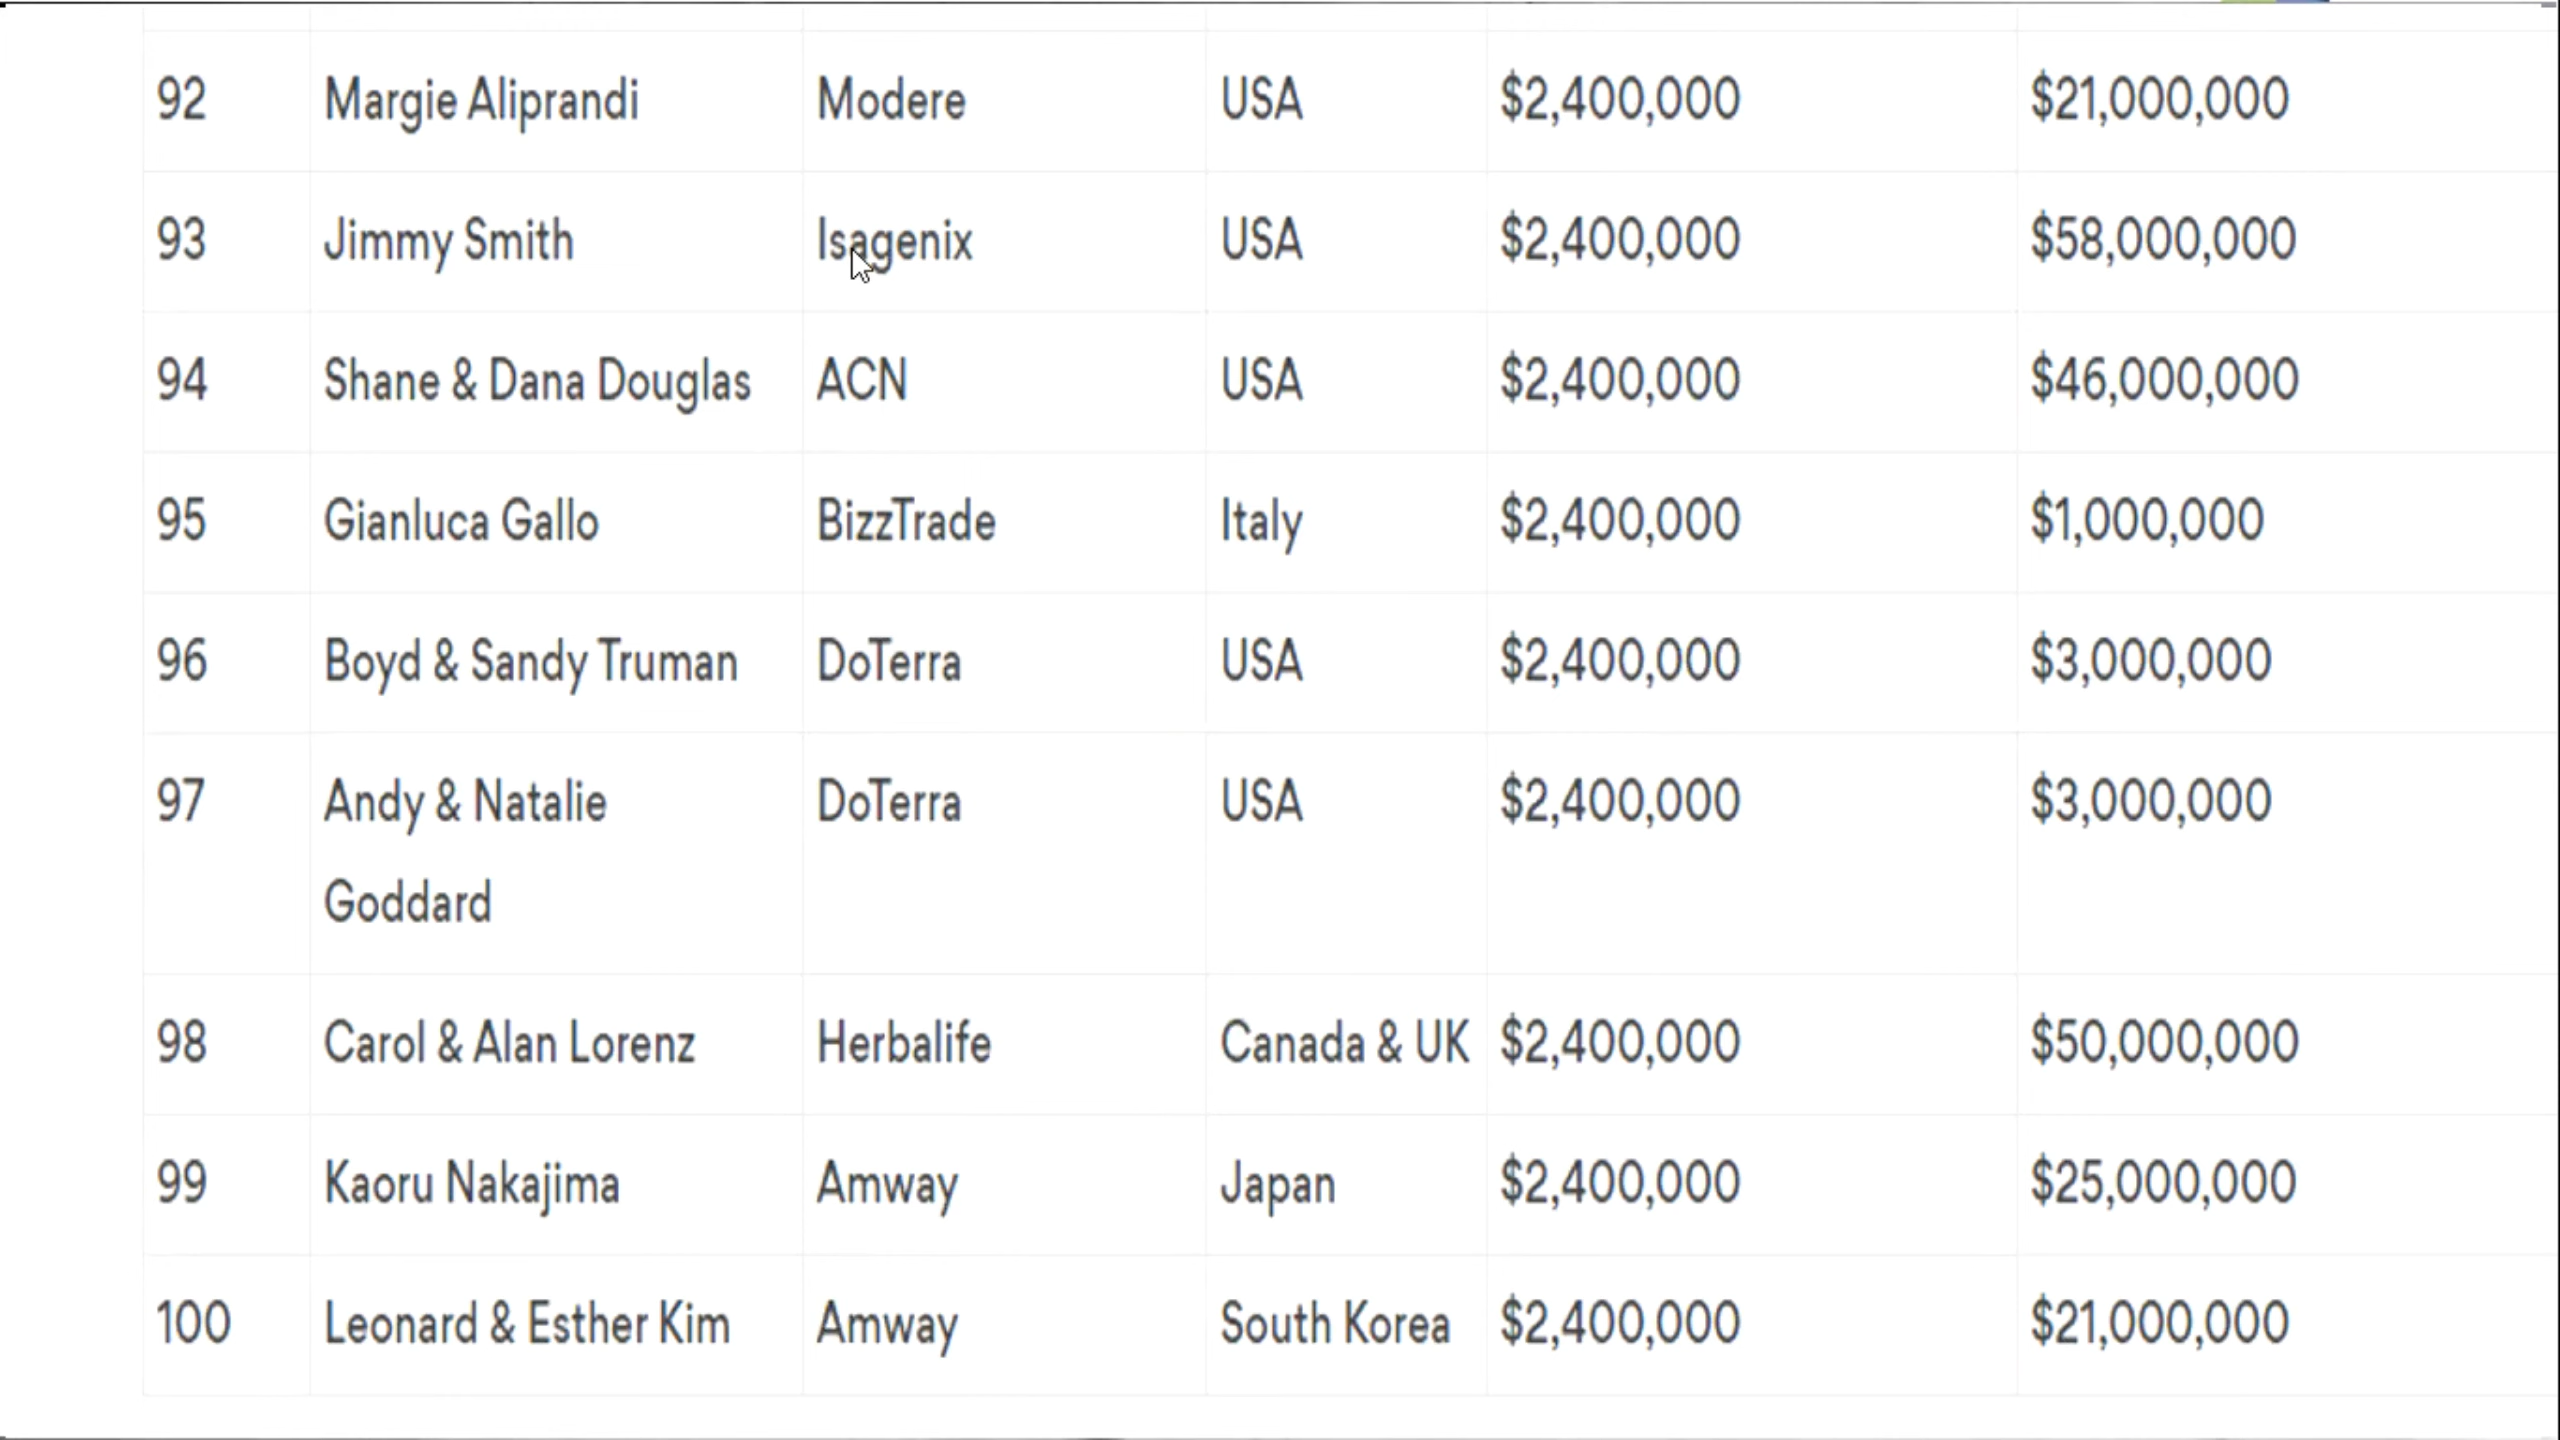 92 Margie Aliprandi Modere USA $2,400,000 $21,000,000
93 Jimmy Smith Isagenix USA $2,400,000 $58,000,000
94 Shane & Dana Douglas ACN USA $2,400,000 $46,000,000
95 Gianluca Gallo BizzTrade Italy $2,400,000 $1,000,000
96 Boyd & Sandy Truman DoTerra USA $2,400,000 $3,000,000
97 Andy & Natalie DoTerra USA $2,400,000 $3,000,000
Goddard
98 Carol & Alan Lorenz Herbalife Canada & UK $2,400,000 $50,000,000
99 Kaoru Nakajima Amway Japan $2,400,000 $25,000,000
100 Leonard & Esther Kim Amway South Korea $2,400,000 $21,000,000